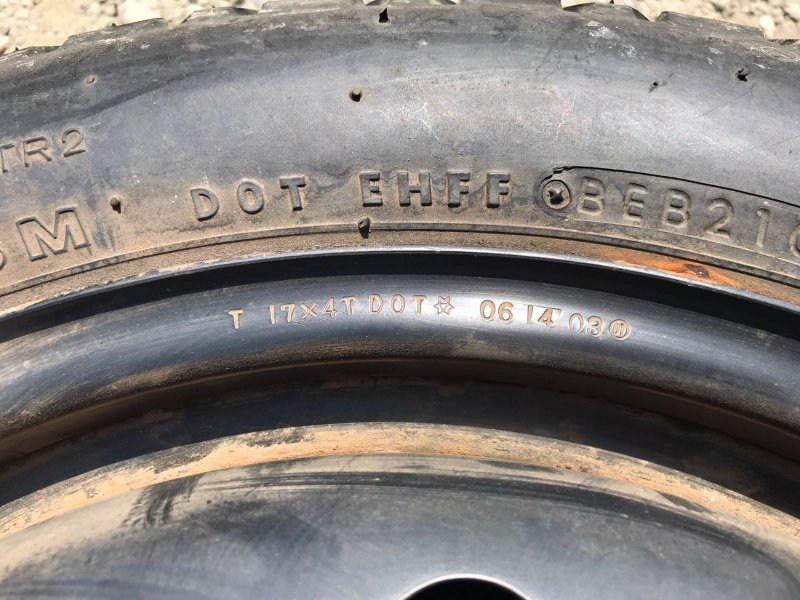 TR2
M DOT EHFF BEB21
T 17×4T DOT 06 14 03 J